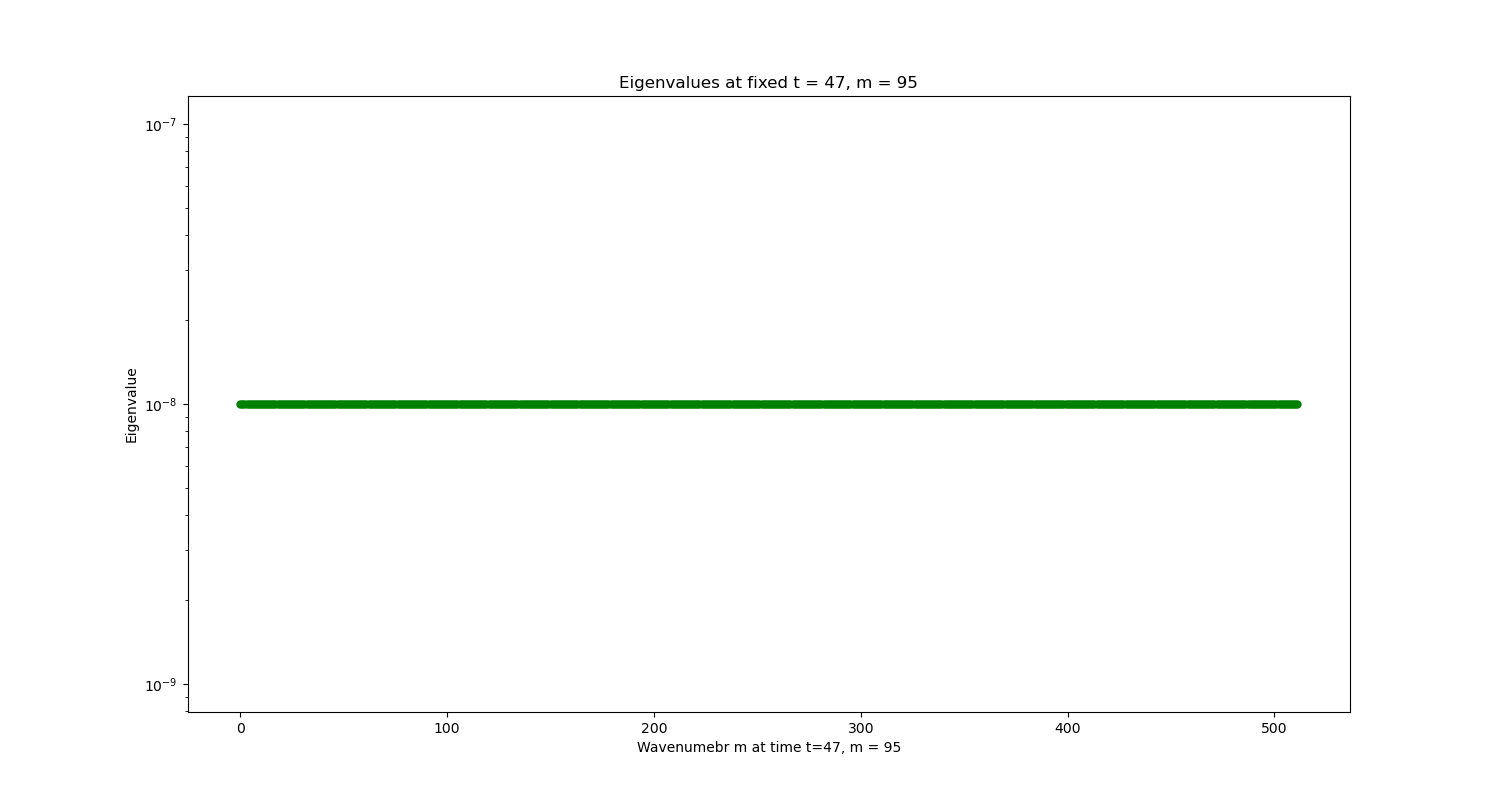 Eigenvalues at fixed t = 47, m = 95
10⁻⁷
10⁻⁸
10⁻⁹
Eigenvalue
0 100 200 300 400 500
Wavenumebr m at time t=47, m = 95